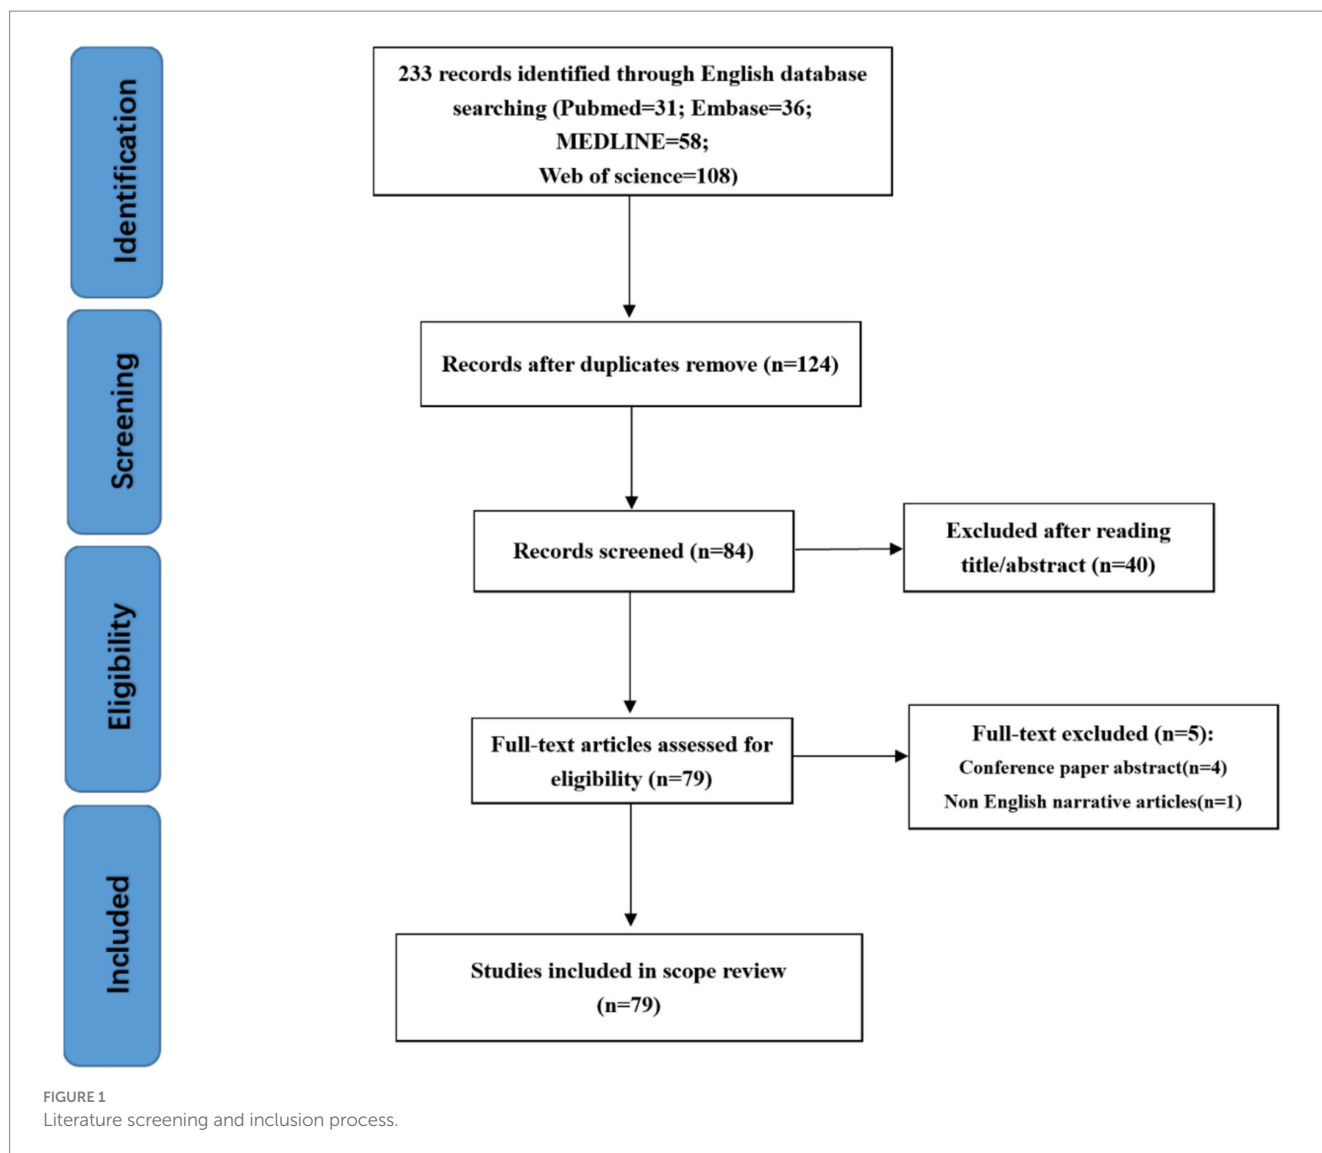 Identification
233 records identified through English database
searching (Pubmed=31; Embase=36;
MEDLINE=58;
Web of science=108)
Screening
Records after duplicates remove (n=124)
Records screened (n=84)
Excluded after reading
title/abstract (n=40)
Eligibility
Full-text articles assessed for
eligibility (n=79)
Full-text excluded (n=5):
Conference paper abstract(n=4)
Non English narrative articles(n=1)
Included
Studies included in scope review
(n=79)
FIGURE 1
Literature screening and inclusion process.